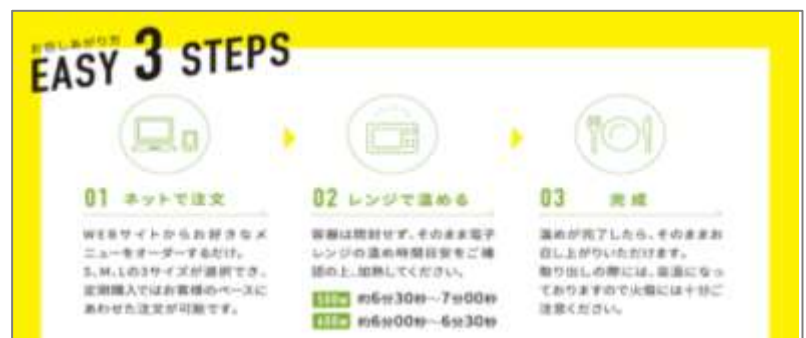 お召しあがり方
EASY 3 STEPS
01 ネットで注文
WEBサイトからお好きなメ
ニューをオーダーするだけ。
S、M、Lの3サイズが選択でき、
定期購入ではお客様のペースに
あわせた注文が可能です。
02 レンジで温める
容器は開封せず、そのまま電子
レンジの温め時間目安をご確
認の上、加熱してください。
500W 約6分30秒〜7分00秒
600W 約6分00秒〜6分30秒
03 完成
温めが完了したら、そのままお
召し上がりいただけます。
取り出しの際には、高温になっ
ておりますので火傷には十分ご
注意ください。